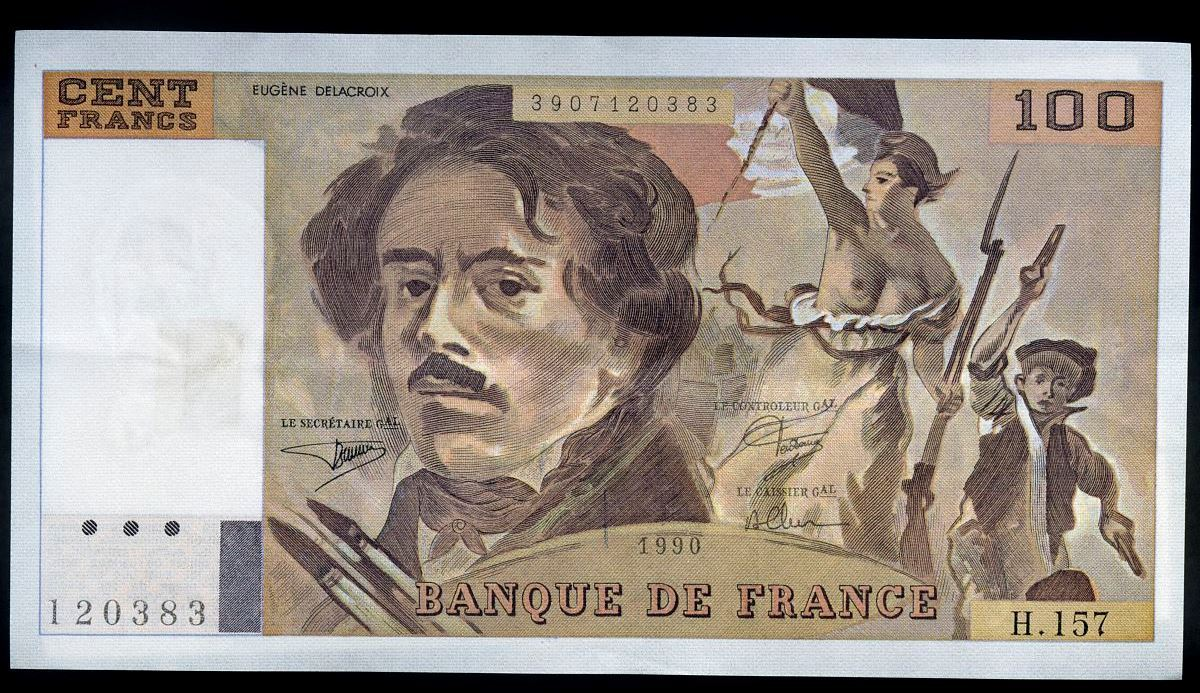 CENT
FRANCS
EUGÈNE DELACROIX
3907120383
100
LE SECRÉTAIRE GAL
LE CONTROLEUR GAL
LE CAISSIER GAL
1990
BANQUE DE FRANCE
120383
H.157